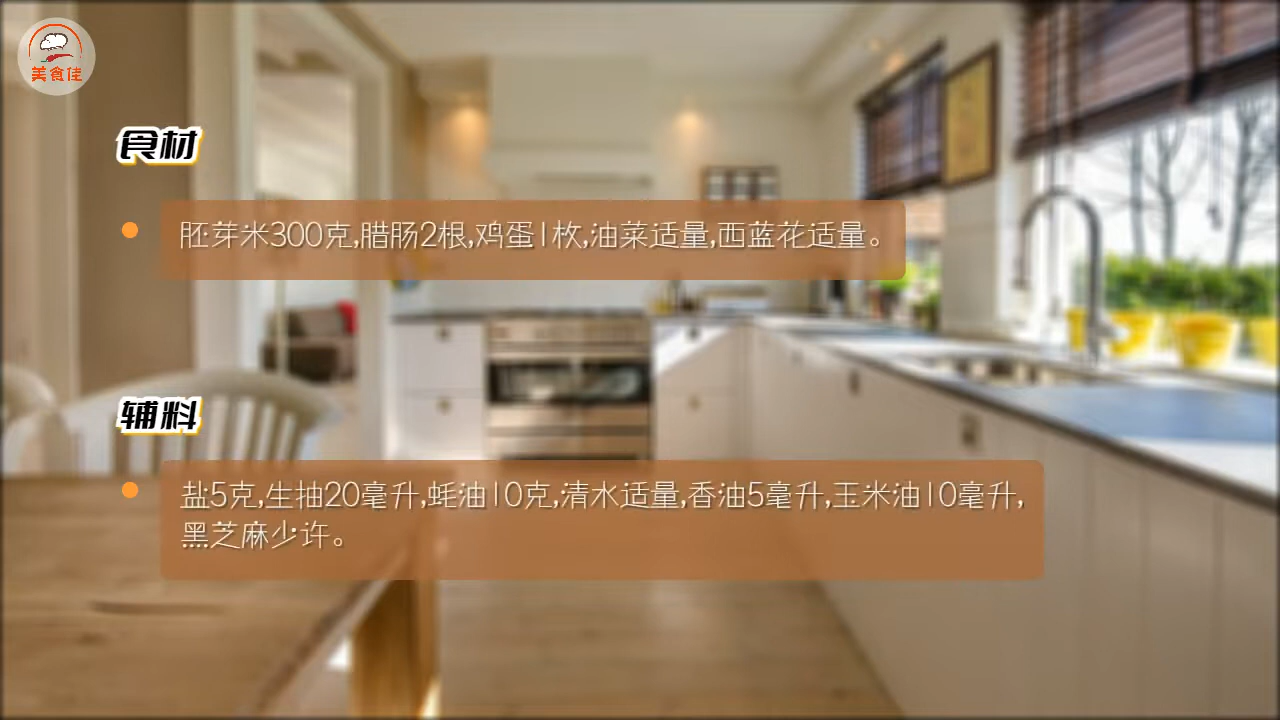 美食佳
食材
胚芽米300克,腊肠2根,鸡蛋1枚,油菜适量,西蓝花适量。
辅料
盐5克,生抽20毫升,蚝油10克,清水适量,香油5毫升,玉米油10毫升,
黑芝麻少许。